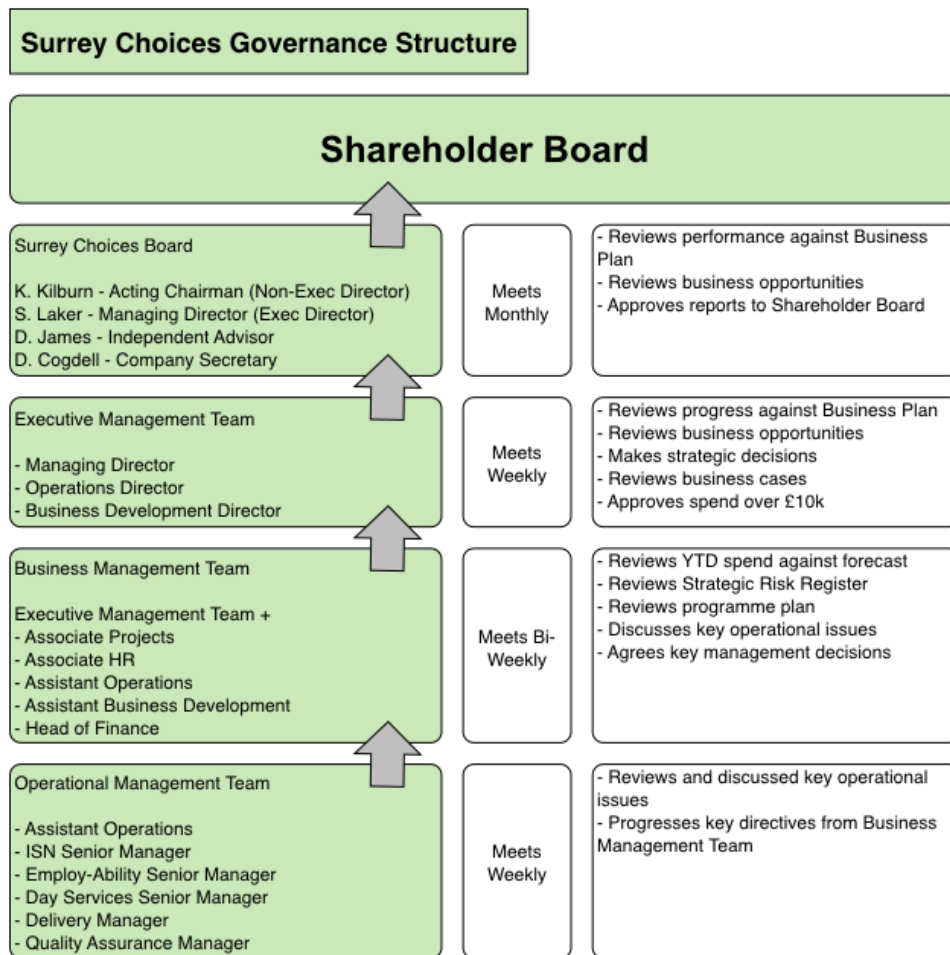 Surrey Choices Governance Structure
Shareholder Board
Surrey Choices Board
K. Kilburn - Acting Chairman (Non-Exec Director)
S. Laker - Managing Director (Exec Director)
D. James - Independent Advisor
D. Cogdell - Company Secretary
Meets
Monthly
- Reviews performance against Business
Plan
- Reviews business opportunities
- Approves reports to Shareholder Board
Executive Management Team
- Managing Director
- Operations Director
- Business Development Director
Meets
Weekly
- Reviews progress against Business Plan
- Reviews business opportunities
- Makes strategic decisions
- Reviews business cases
- Approves spend over £10k
Business Management Team
Executive Management Team +
- Associate Projects
- Associate HR
- Assistant Operations
- Assistant Business Development
- Head of Finance
Meets Bi-
Weekly
- Reviews YTD spend against forecast
- Reviews Strategic Risk Register
- Reviews programme plan
- Discusses key operational issues
- Agrees key management decisions
Operational Management Team
- Assistant Operations
- ISN Senior Manager
- Employ-Ability Senior Manager
- Day Services Senior Manager
- Delivery Manager
- Quality Assurance Manager
Meets
Weekly
- Reviews and discussed key operational
issues
- Progresses key directives from Business
Management Team